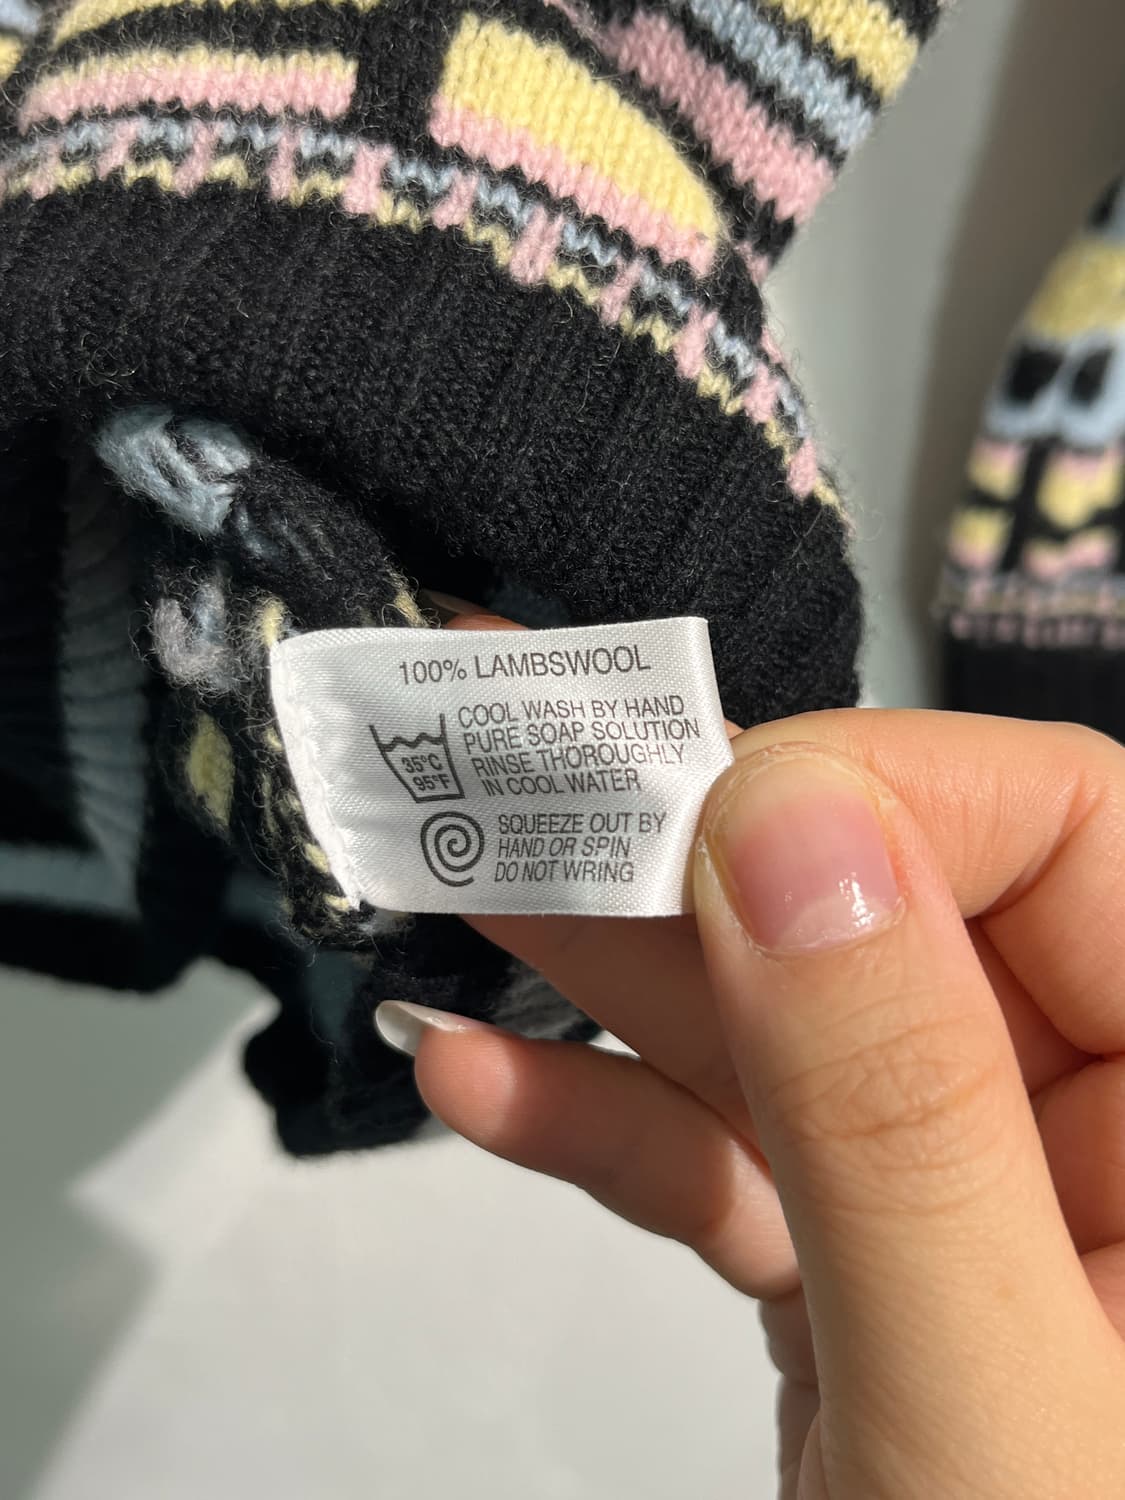 100% LAMBSWOOL
COOL WASH BY HAND
PURE SOAP SOLUTION
RINSE THOROUGHLY
IN COOL WATER
35°C
95°F
SQUEEZE OUT BY
HAND OR SPIN
DO NOT WRING